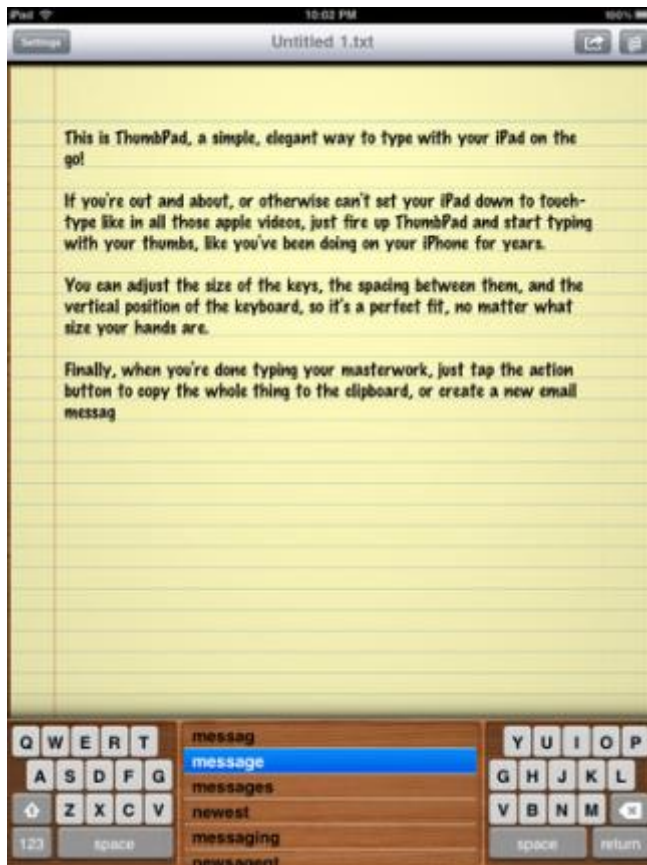 iPad 10:02 PM 100%
Settings Untitled 1.txt
This is ThumbPad, a simple, elegant way to type with your iPad on the
go!
If you're out and about, or otherwise can't set your iPad down to touch-
type like in all those apple videos, just fire up ThumbPad and start typing
with your thumbs, like you've been doing on your iPhone for years.
You can adjust the size of the keys, the spacing between them, and the
vertical position of the keyboard, so it's a perfect fit, no matter what
size your hands are.
Finally, when you're done typing your masterwork, just tap the action
button to copy the whole thing to the clipboard, or create a new email
messag
messag
message
messages
newest
messaging
newsagent
Q W E R T
A S D F G
Z X C V
123 space
Y U I O P
G H J K L
V B N M
space return